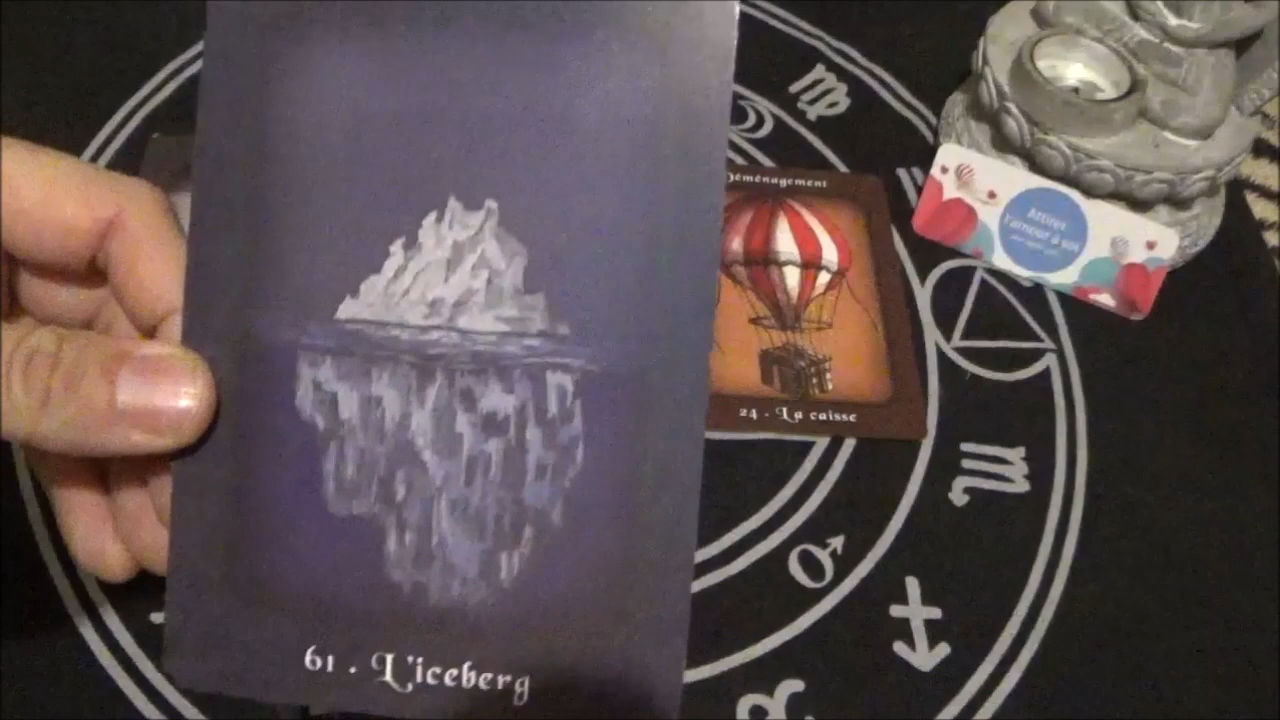 61 . L'iceberg
Déménagement
24 . La caisse
Attirer
l'amour à soi